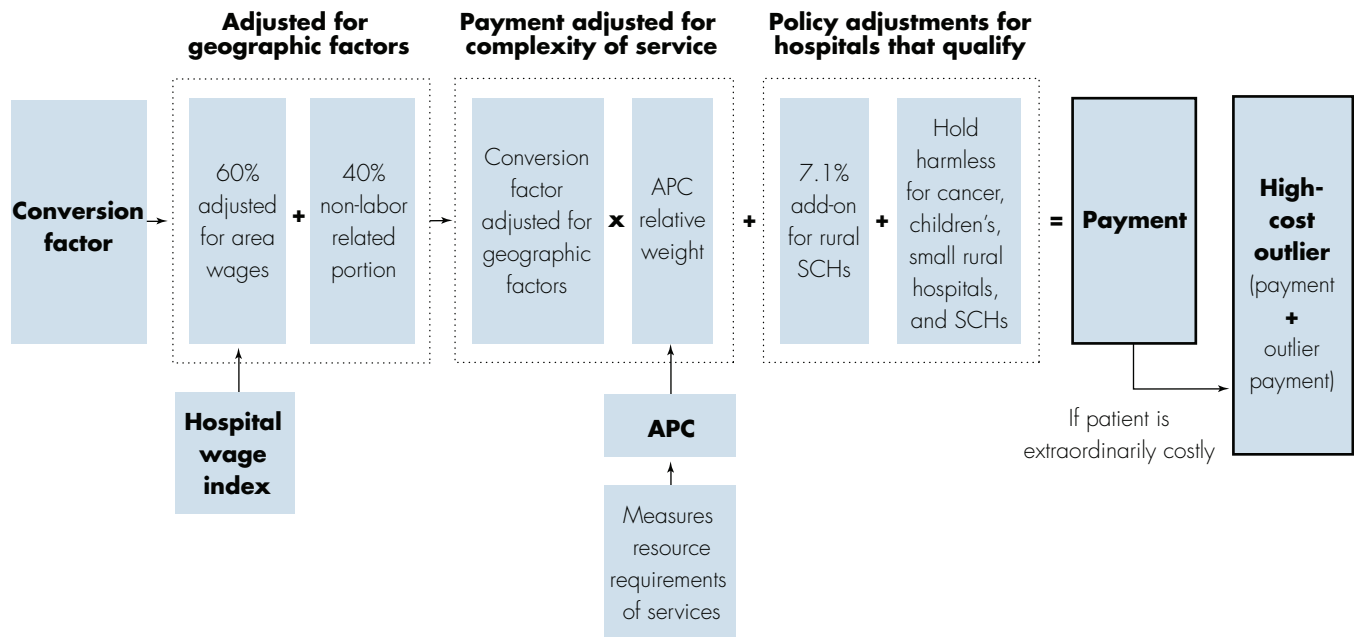 Adjusted for
geographic factors
Payment adjusted for
complexity of service
Policy adjustments for
hospitals that qualify
Conversion
factor
60%
adjusted
for area
wages
+
40%
non-labor
related
portion
Hospital
wage
index
Conversion
factor
adjusted for
geographic
factors
x
APC
relative
weight
APC
Measures
resource
requirements
of services
+
7.1%
add-on
for rural
SCHs
+
Hold
harmless
for cancer,
children's,
small rural
hospitals,
and SCHs
=
Payment
If patient is
extraordinarily costly
High-
cost
outlier
(payment
+
outlier
payment)